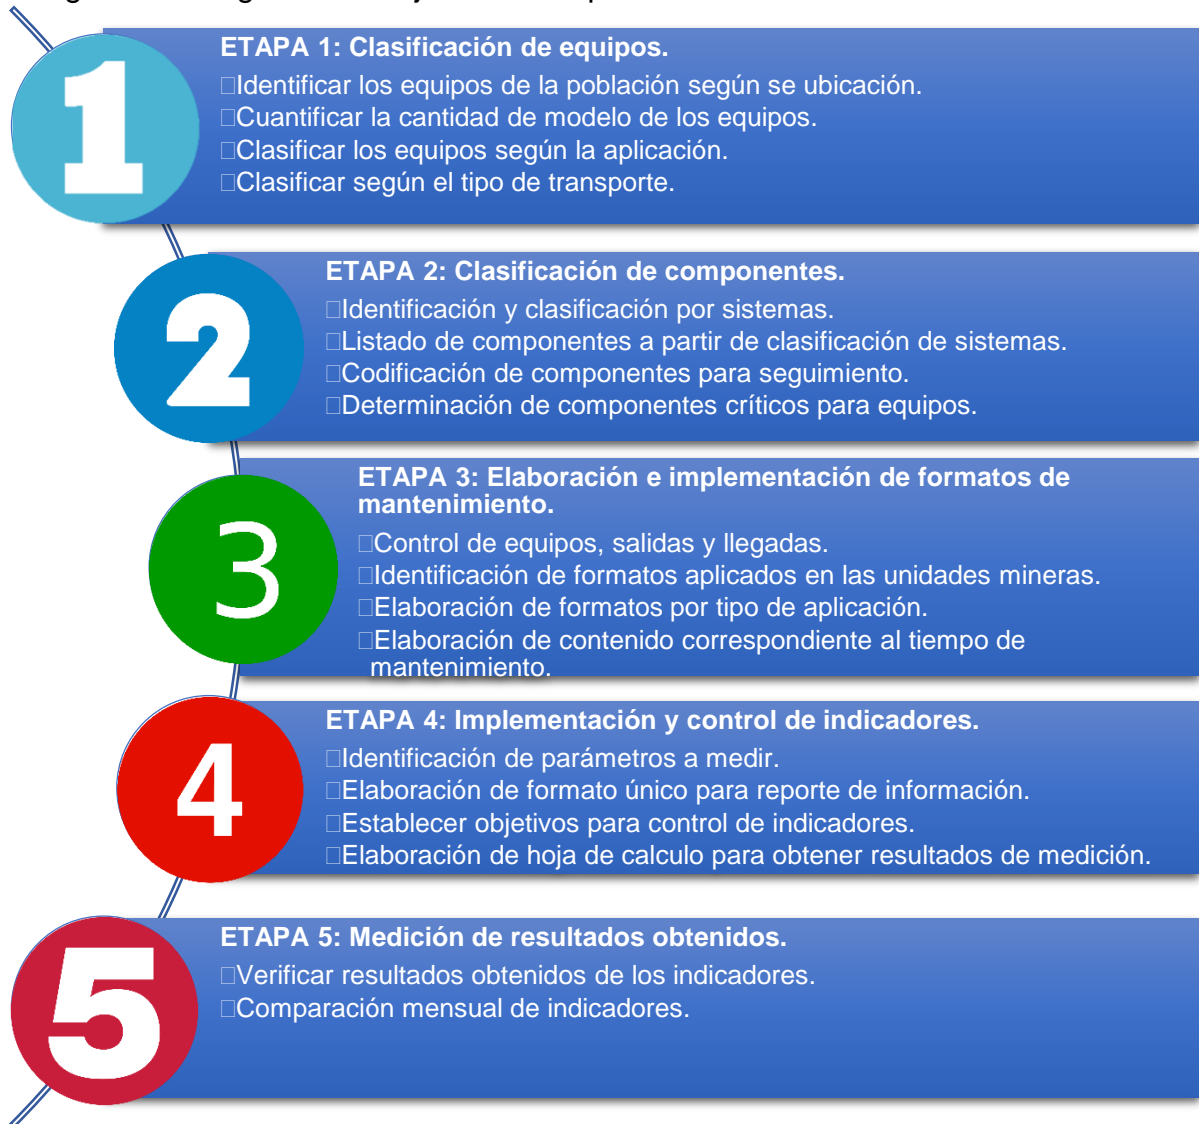 1
ETAPA 1: Clasificación de equipos.
□Identificar los equipos de la población según se ubicación.
□Cuantificar la cantidad de modelo de los equipos.
□Clasificar los equipos según la aplicación.
□Clasificar según el tipo de transporte.
2
ETAPA 2: Clasificación de componentes.
□Identificación y clasificación por sistemas.
□Listado de componentes a partir de clasificación de sistemas.
□Codificación de componentes para seguimiento.
□Determinación de componentes críticos para equipos.
3
ETAPA 3: Elaboración e implementación de formatos de
mantenimiento.
□Control de equipos, salidas y llegadas.
□Identificación de formatos aplicados en las unidades mineras.
□Elaboración de formatos por tipo de aplicación.
□Elaboración de contenido correspondiente al tiempo de
mantenimiento.
4
ETAPA 4: Implementación y control de indicadores.
□Identificación de parámetros a medir.
□Elaboración de formato único para reporte de información.
□Establecer objetivos para control de indicadores.
□Elaboración de hoja de calculo para obtener resultados de medición.
5
ETAPA 5: Medición de resultados obtenidos.
□Verificar resultados obtenidos de los indicadores.
□Comparación mensual de indicadores.